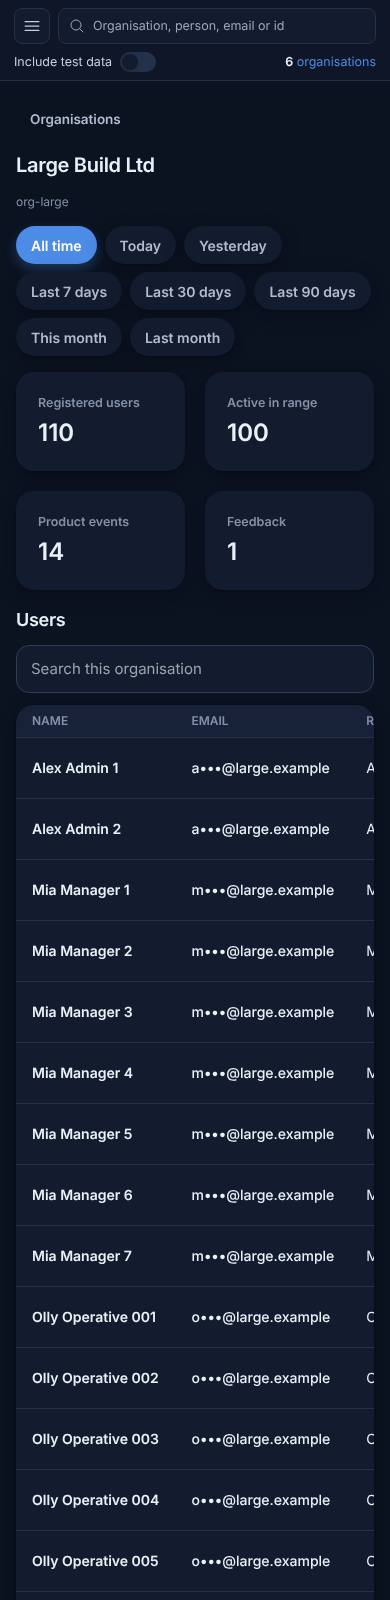 Organisation, person, email or id
Include test data
6 organisations
Organisations
Large Build Ltd
org-large
All time Today Yesterday
Last 7 days Last 30 days Last 90 days
This month Last month
Registered users Active in range
110 100
Product events Feedback
14 1
Users
Search this organisation
NAME EMAIL R
Alex Admin 1 a•••@large.example A
Alex Admin 2 a•••@large.example A
Mia Manager 1 m•••@large.example M
Mia Manager 2 m•••@large.example M
Mia Manager 3 m•••@large.example M
Mia Manager 4 m•••@large.example M
Mia Manager 5 m•••@large.example M
Mia Manager 6 m•••@large.example M
Mia Manager 7 m•••@large.example M
Olly Operative 001 o•••@large.example O
Olly Operative 002 o•••@large.example O
Olly Operative 003 o•••@large.example O
Olly Operative 004 o•••@large.example O
Olly Operative 005 o•••@large.example O